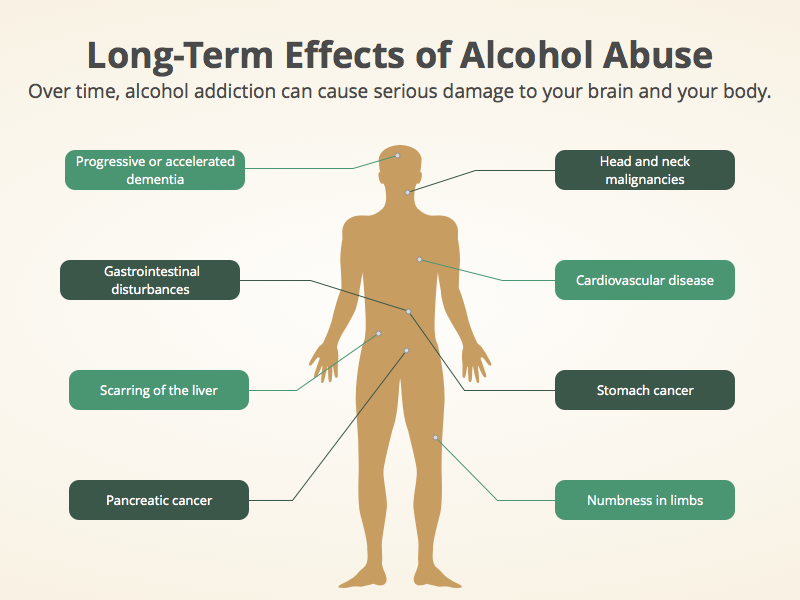 Long-Term Effects of Alcohol Abuse
Over time, alcohol addiction can cause serious damage to your brain and your body.
Progressive or accelerated
dementia
Head and neck
malignancies
Gastrointestinal
disturbances
Cardiovascular disease
Scarring of the liver
Stomach cancer
Pancreatic cancer
Numbness in limbs